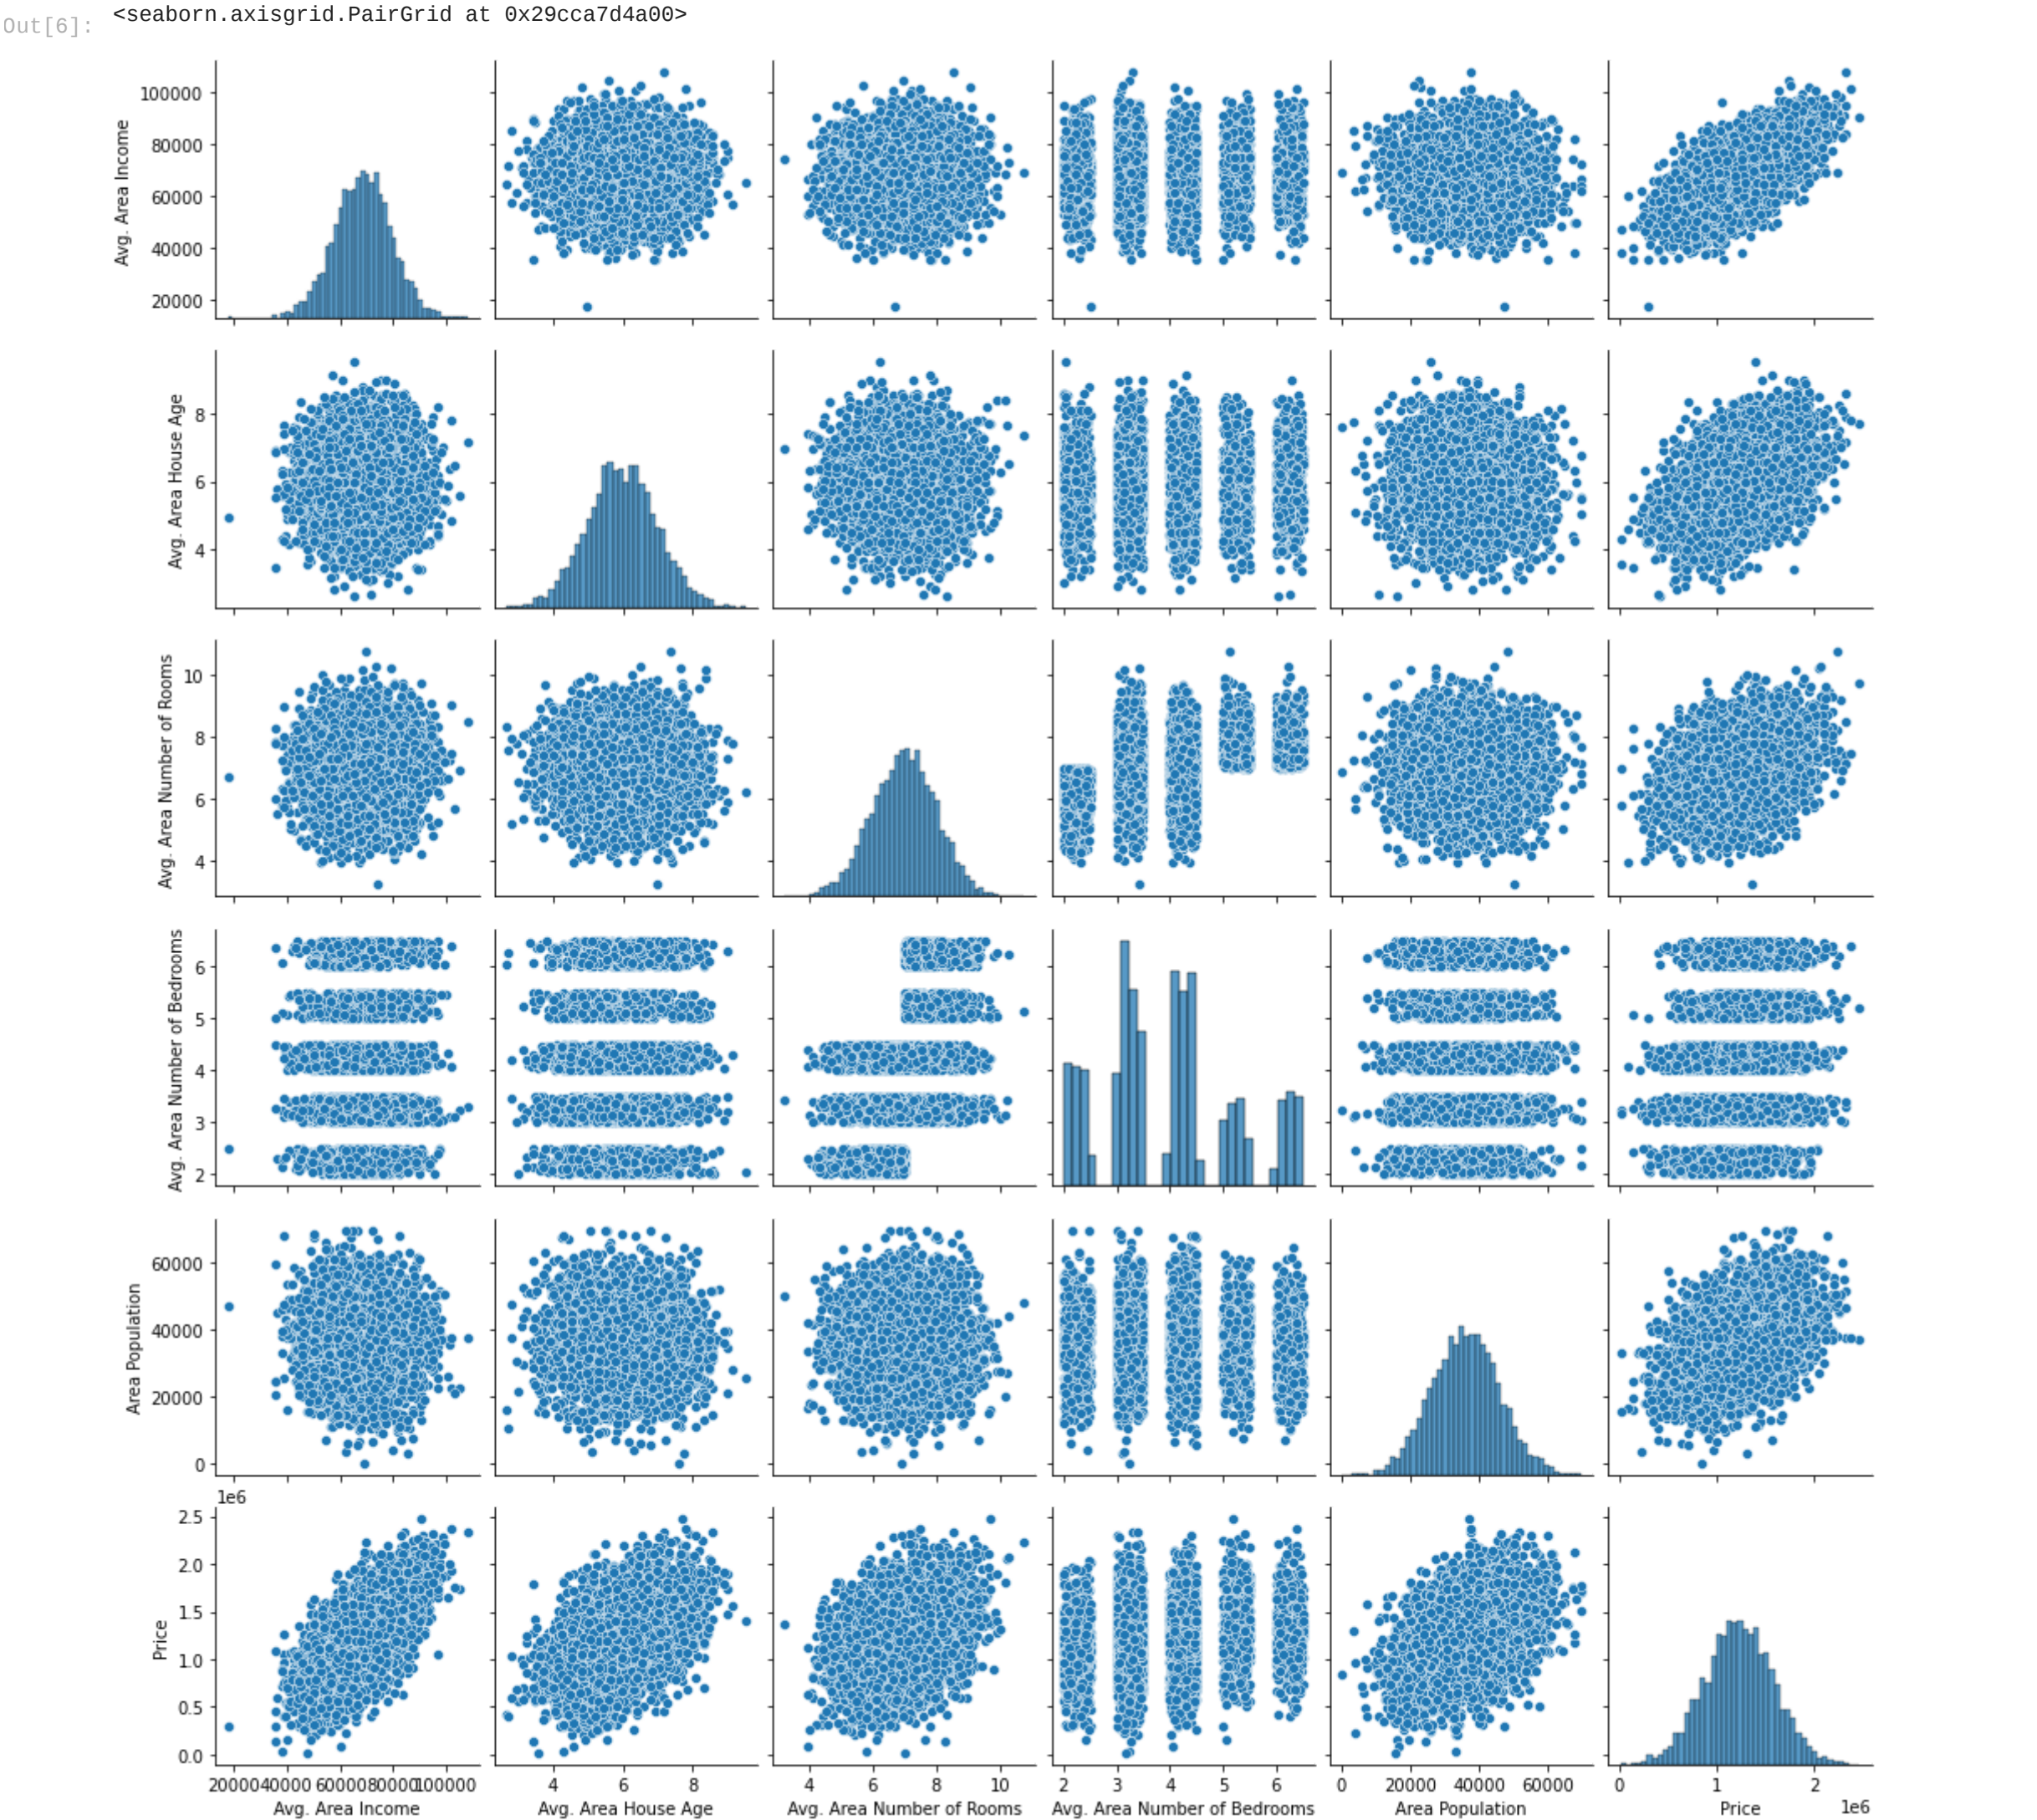 <seaborn.axisgrid.PairGrid at 0x29cca7d4a00>
Out[6]:
100000
80000
60000
40000
20000
Avg. Area Income
8
6
4
Avg. Area House Age
10
8
6
4
Avg. Area Number of Rooms
6
5
4
3
2
Avg. Area Number of Bedrooms
60000
40000
20000
0
Area Population
1e6
2.5
2.0
1.5
1.0
0.5
0.0
Price
20000 40000 60000 80000 100000 4 6 8 4 6 8 10 2 3 4 5 6 0 20000 40000 60000 0 1 2
1e6
Avg. Area Income Avg. Area House Age Avg. Area Number of Rooms Avg. Area Number of Bedrooms Area Population Price